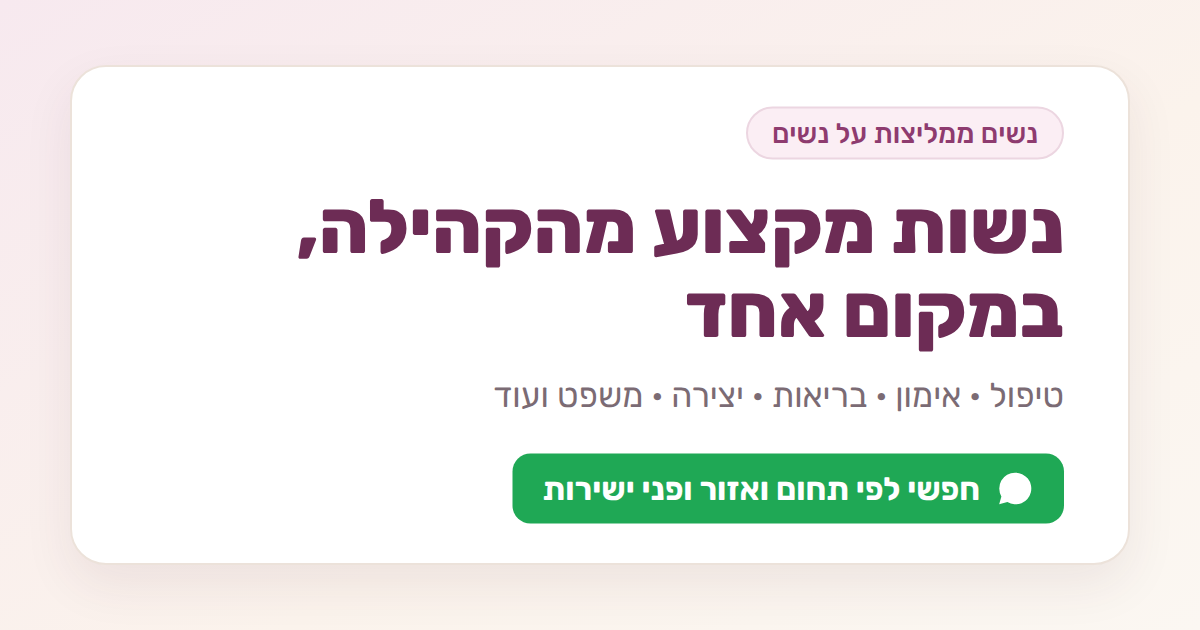 נשים ממליצות על נשים
נשות מקצוע מהקהילה,
במקום אחד
טיפול • אימון • בריאות • יצירה • משפט ועוד
חפשי לפי תחום ואזור ופני ישירות